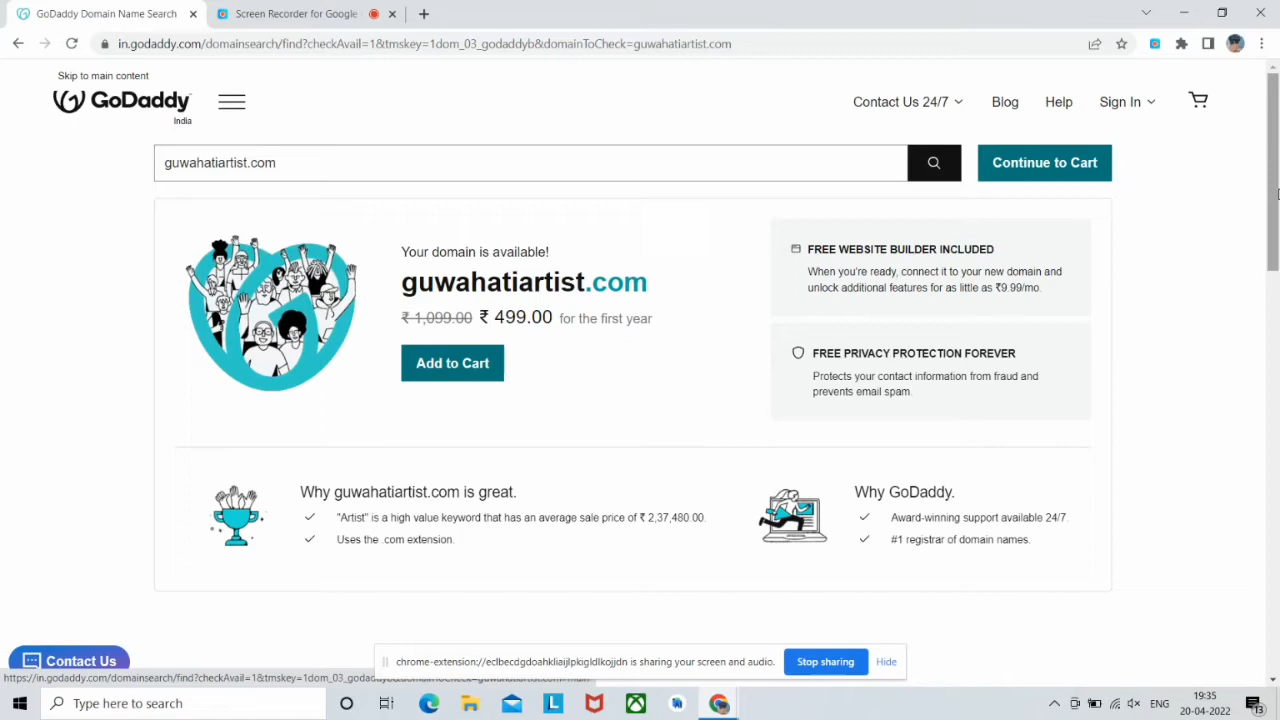 GoDaddy Domain Name Search
Screen Recorder for Google
in.godaddy.com/domainsearch/find?checkAvail=1&tmskey=1dom_03_godaddyb&domainToCheck=guwahatiartist.com
Skip to main content
GoDaddy
India
Contact Us 24/7
Blog
Help
Sign In
guwahatiartist.com
Continue to Cart
Your domain is available!
guwahatiartist.com
₹ 1,099.00 ₹ 499.00 for the first year
Add to Cart
FREE WEBSITE BUILDER INCLUDED
When you're ready, connect it to your new domain and
unlock additional features for as little as ₹9.99/mo.
FREE PRIVACY PROTECTION FOREVER
Protects your contact information from fraud and
prevents email spam.
Why guwahatiartist.com is great.
"Artist" is a high value keyword that has an average sale price of ₹ 2,37,480.00.
Uses the .com extension.
Why GoDaddy.
Award-winning support available 24/7.
#1 registrar of domain names.
Contact Us
chrome-extension://eclbecdgdoahkliaijlpkigldlkojjdn is sharing your screen and audio.
Stop sharing
Hide
Type here to search
ENG
19:35
20-04-2022
13